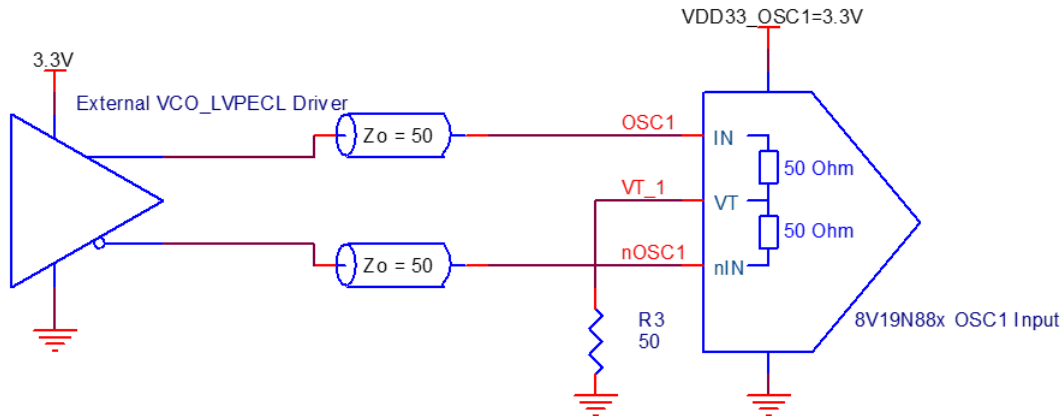 VDD33_OSC1=3.3V
3.3V
External VCO_LVPECL Driver
Zo = 50
OSC1
IN
50 Ohm
VT_1
VT
50 Ohm
Zo = 50
nOSC1
nIN
R3
50
8V19N88x OSC1 Input